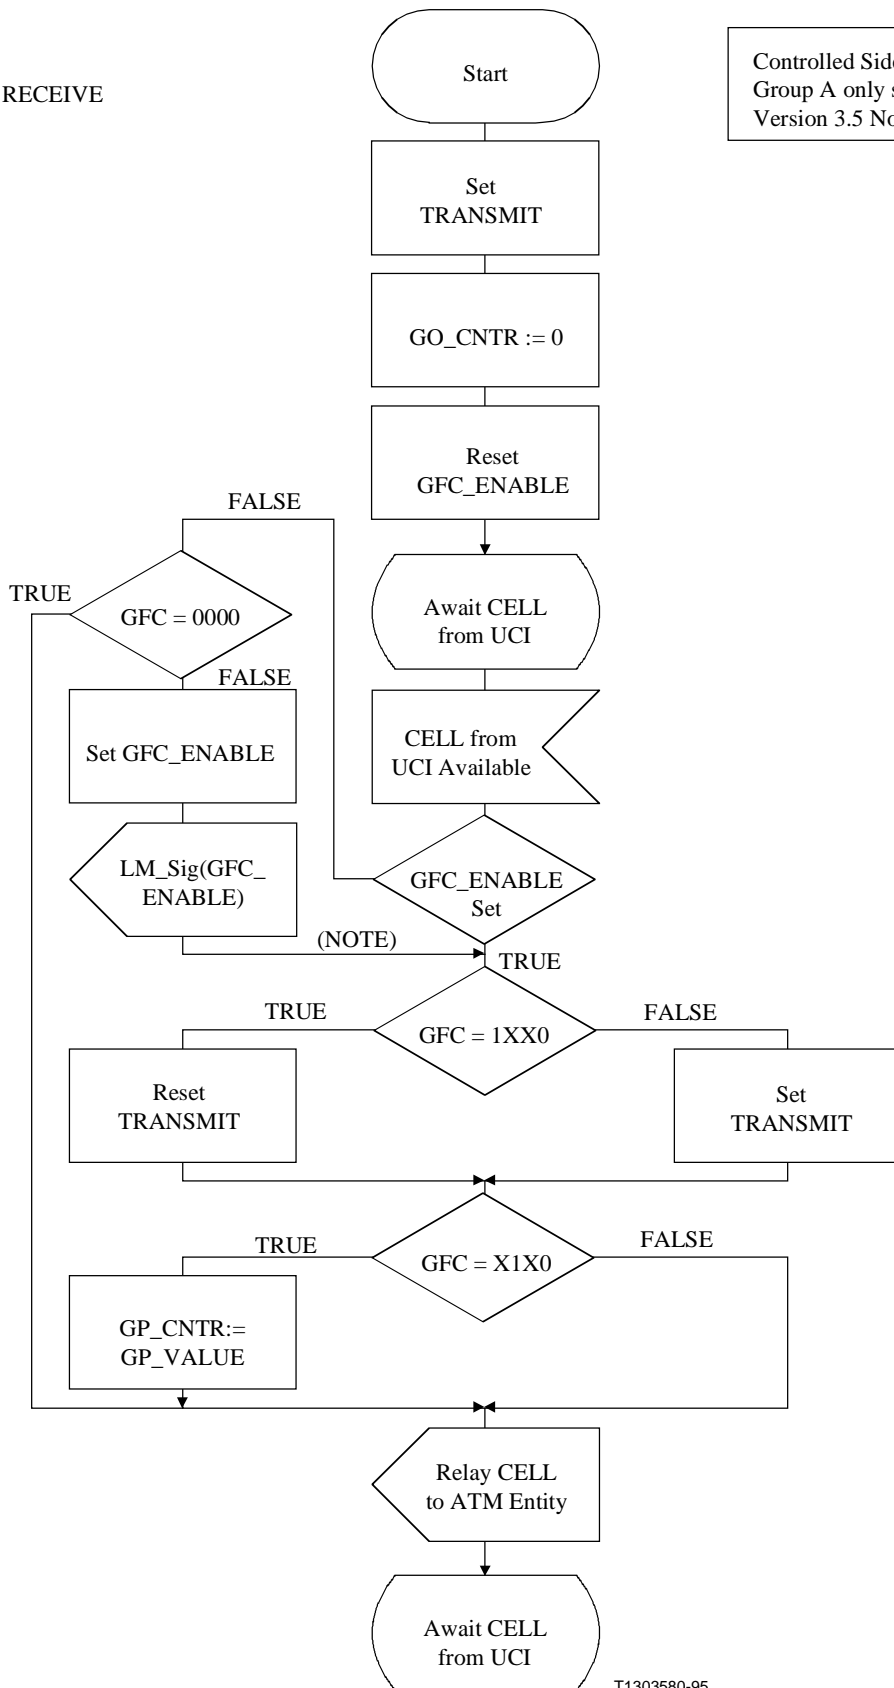 RECEIVE
Start
Controlled Side
Group A only
Version 3.5
Set
TRANSMIT
GO_CNTR := 0
Reset
GFC_ENABLE
FALSE
TRUE
GFC = 0000
Await CELL
from UCI
FALSE
Set GFC_ENABLE
CELL from
UCI Available
LM_Sig(GFC_
ENABLE)
GFC_ENABLE
Set
(NOTE)
TRUE
TRUE
GFC = 1XX0
FALSE
Reset
TRANSMIT
Set
TRANSMIT
TRUE
GFC = X1X0
FALSE
GP_CNTR:=
GP_VALUE
Relay CELL
to ATM Entity
Await CELL
from UCI
T1303580-95